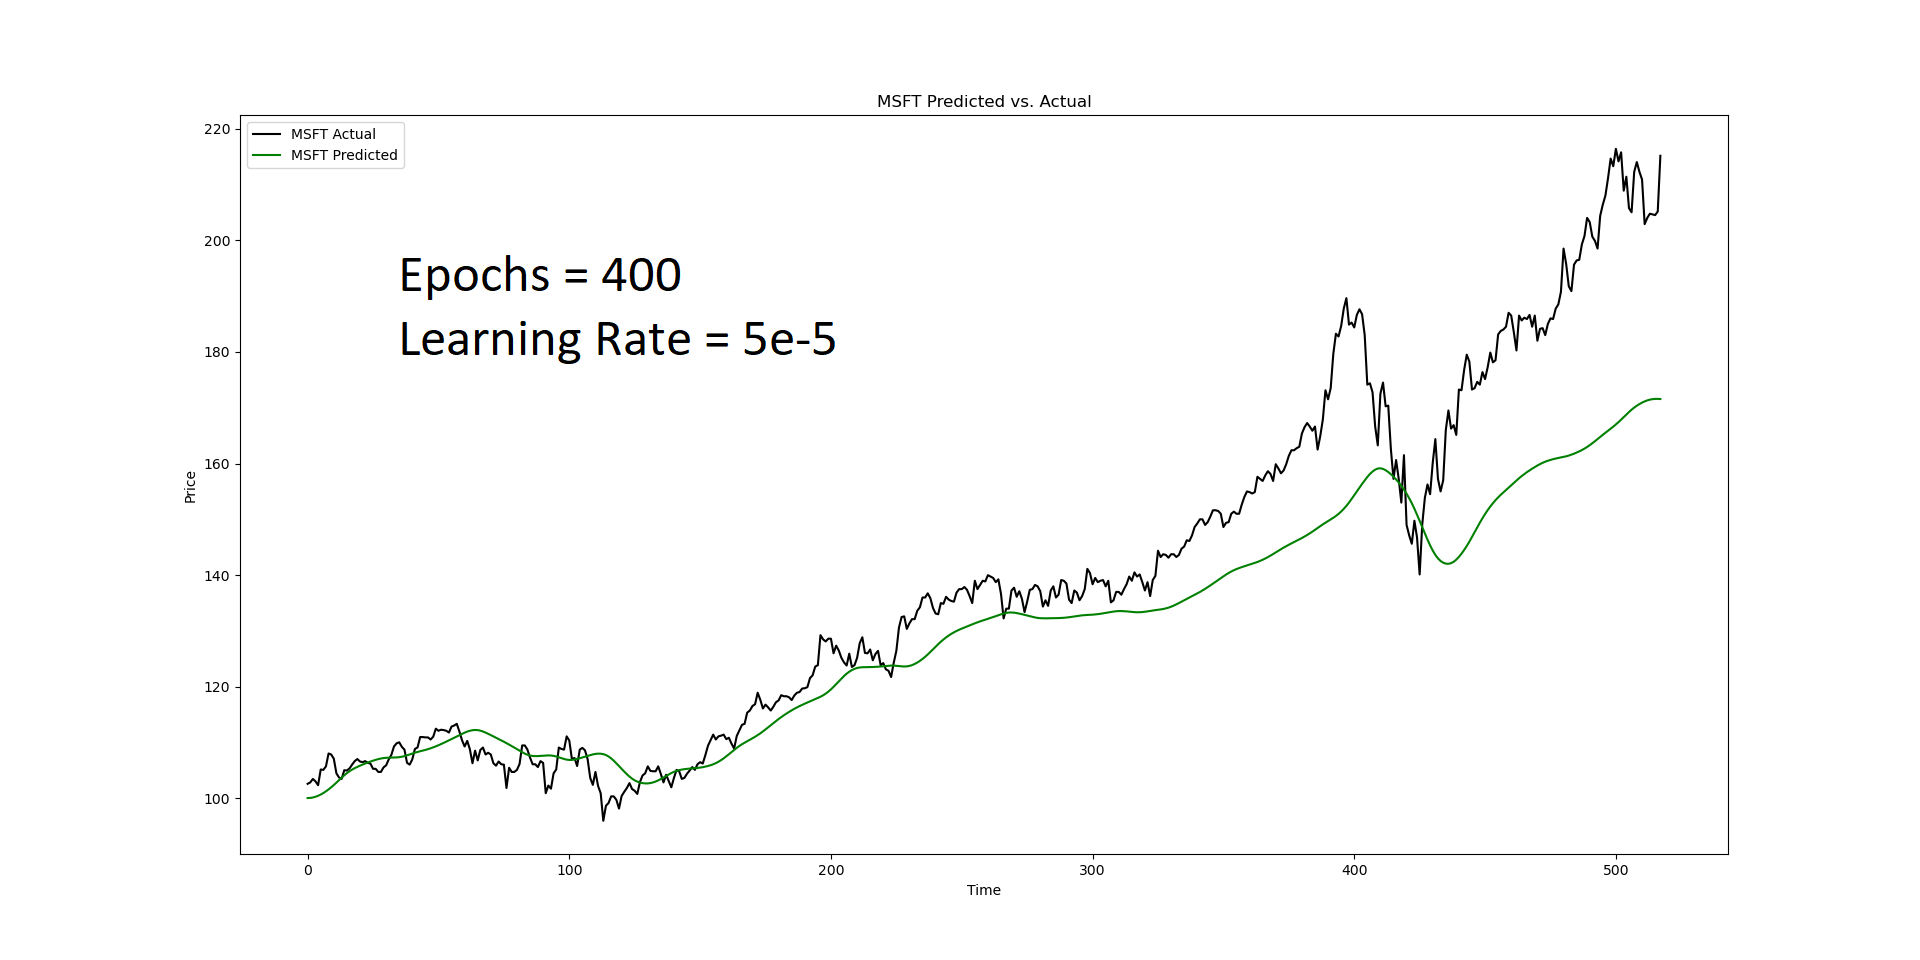 MSFT Predicted vs. Actual
MSFT Actual
MSFT Predicted
Epochs = 400
Learning Rate = 5e-5
Price
220
200
180
160
140
120
100
0 100 200 300 400 500
Time